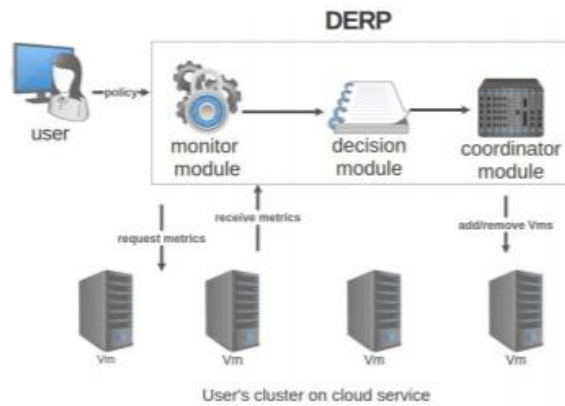 DERP
policy
user
monitor
module
decision
module
coordinator
module
request metrics
receive metrics
add/remove Vms
Vm
Vm
Vm
Vm
User's cluster on cloud service